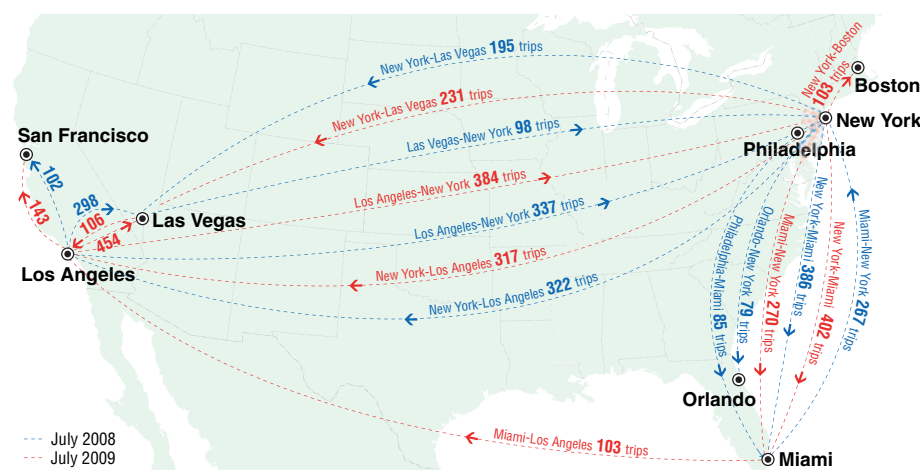 New York-Las Vegas 195 trips
New York-Boston
103 trips
Boston
New York-Las Vegas 231 trips
New York
San Francisco
Las Vegas-New York 98 trips
Philadelphia
102
Los Angeles-New York 384 trips
298
143
106
Las Vegas
454
Los Angeles-New York 337 trips
Los Angeles
New York-Los Angeles 317 trips
New York-Los Angeles 322 trips
Philadelphia-Miami 85 trips
Orlando-New York 79 trips
Miami-New York 270 trips
New York-Miami 386 trips
New York-Miami 402 trips
Miami-New York 267 trips
Orlando
Miami-Los Angeles 103 trips
Miami
July 2008
July 2009